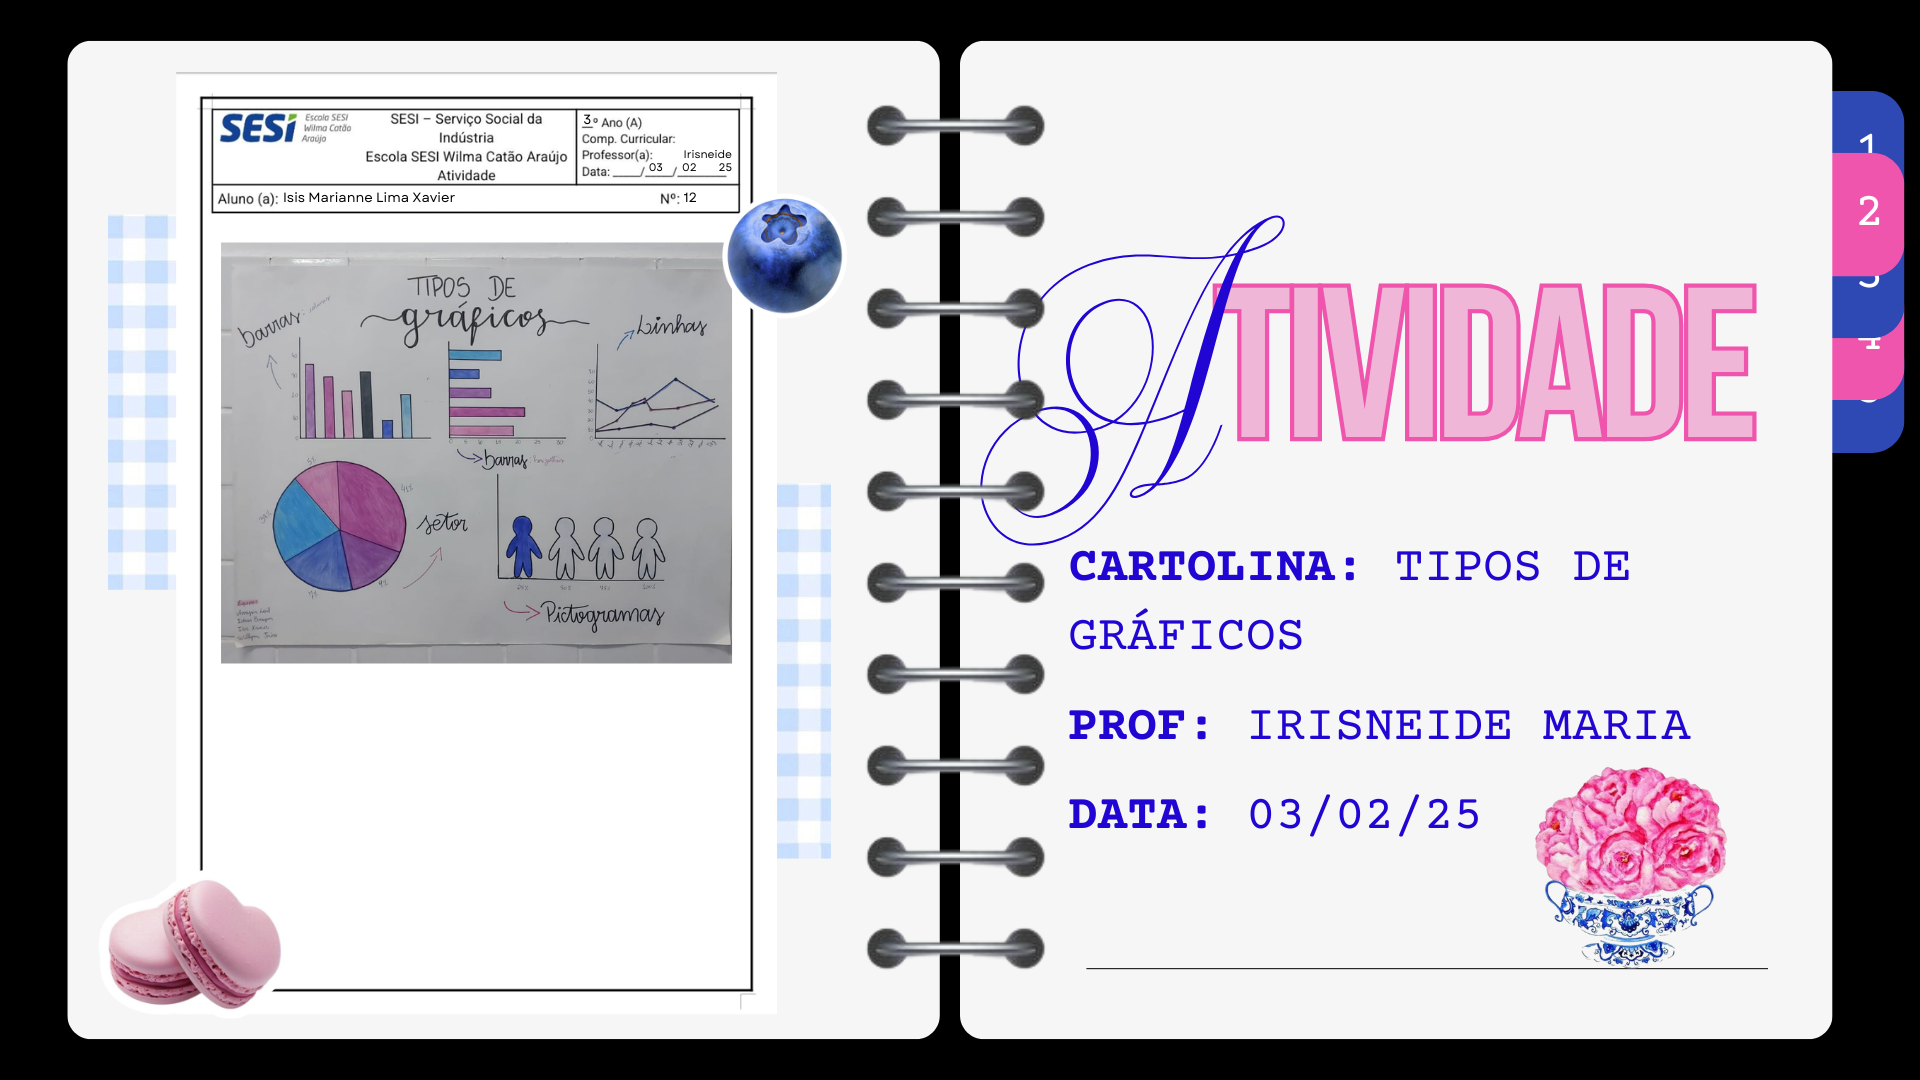 SESI
Escola SESI
Wilma Catão
Araújo
SESI – Serviço Social da
Indústria
Escola SESI Wilma Catão Araújo
Atividade
3º Ano (A)
Comp. Curricular:
Professor(a): Irisneide
Data: _____/ 03 / 02 25
Aluno (a): Isis Marianne Lima Xavier Nº: 12
TIPOS DE
gráficos
barras
Linhas
barras
setor
Pictogramas
ATIVIDADE
CARTOLINA: TIPOS DE
GRÁFICOS
PROF: IRISNEIDE MARIA
DATA: 03/02/25
1
2
3
4